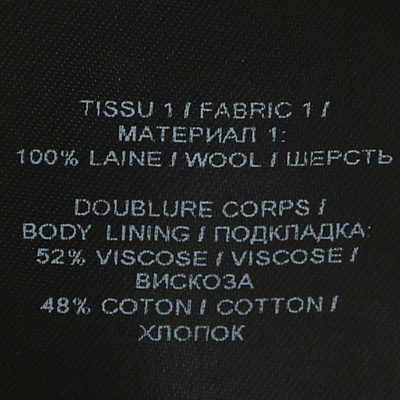 TISSU 1 / FABRIC 1 /
МАТЕРИАЛ 1:
100% LAINE / WOOL / ШЕРСТЬ
DOUBLURE CORPS /
BODY LINING / ПОДКЛАДКА:
52% VISCOSE / VISCOSE /
ВИСКОЗА
48% COTON / COTTON /
ХЛОПОК